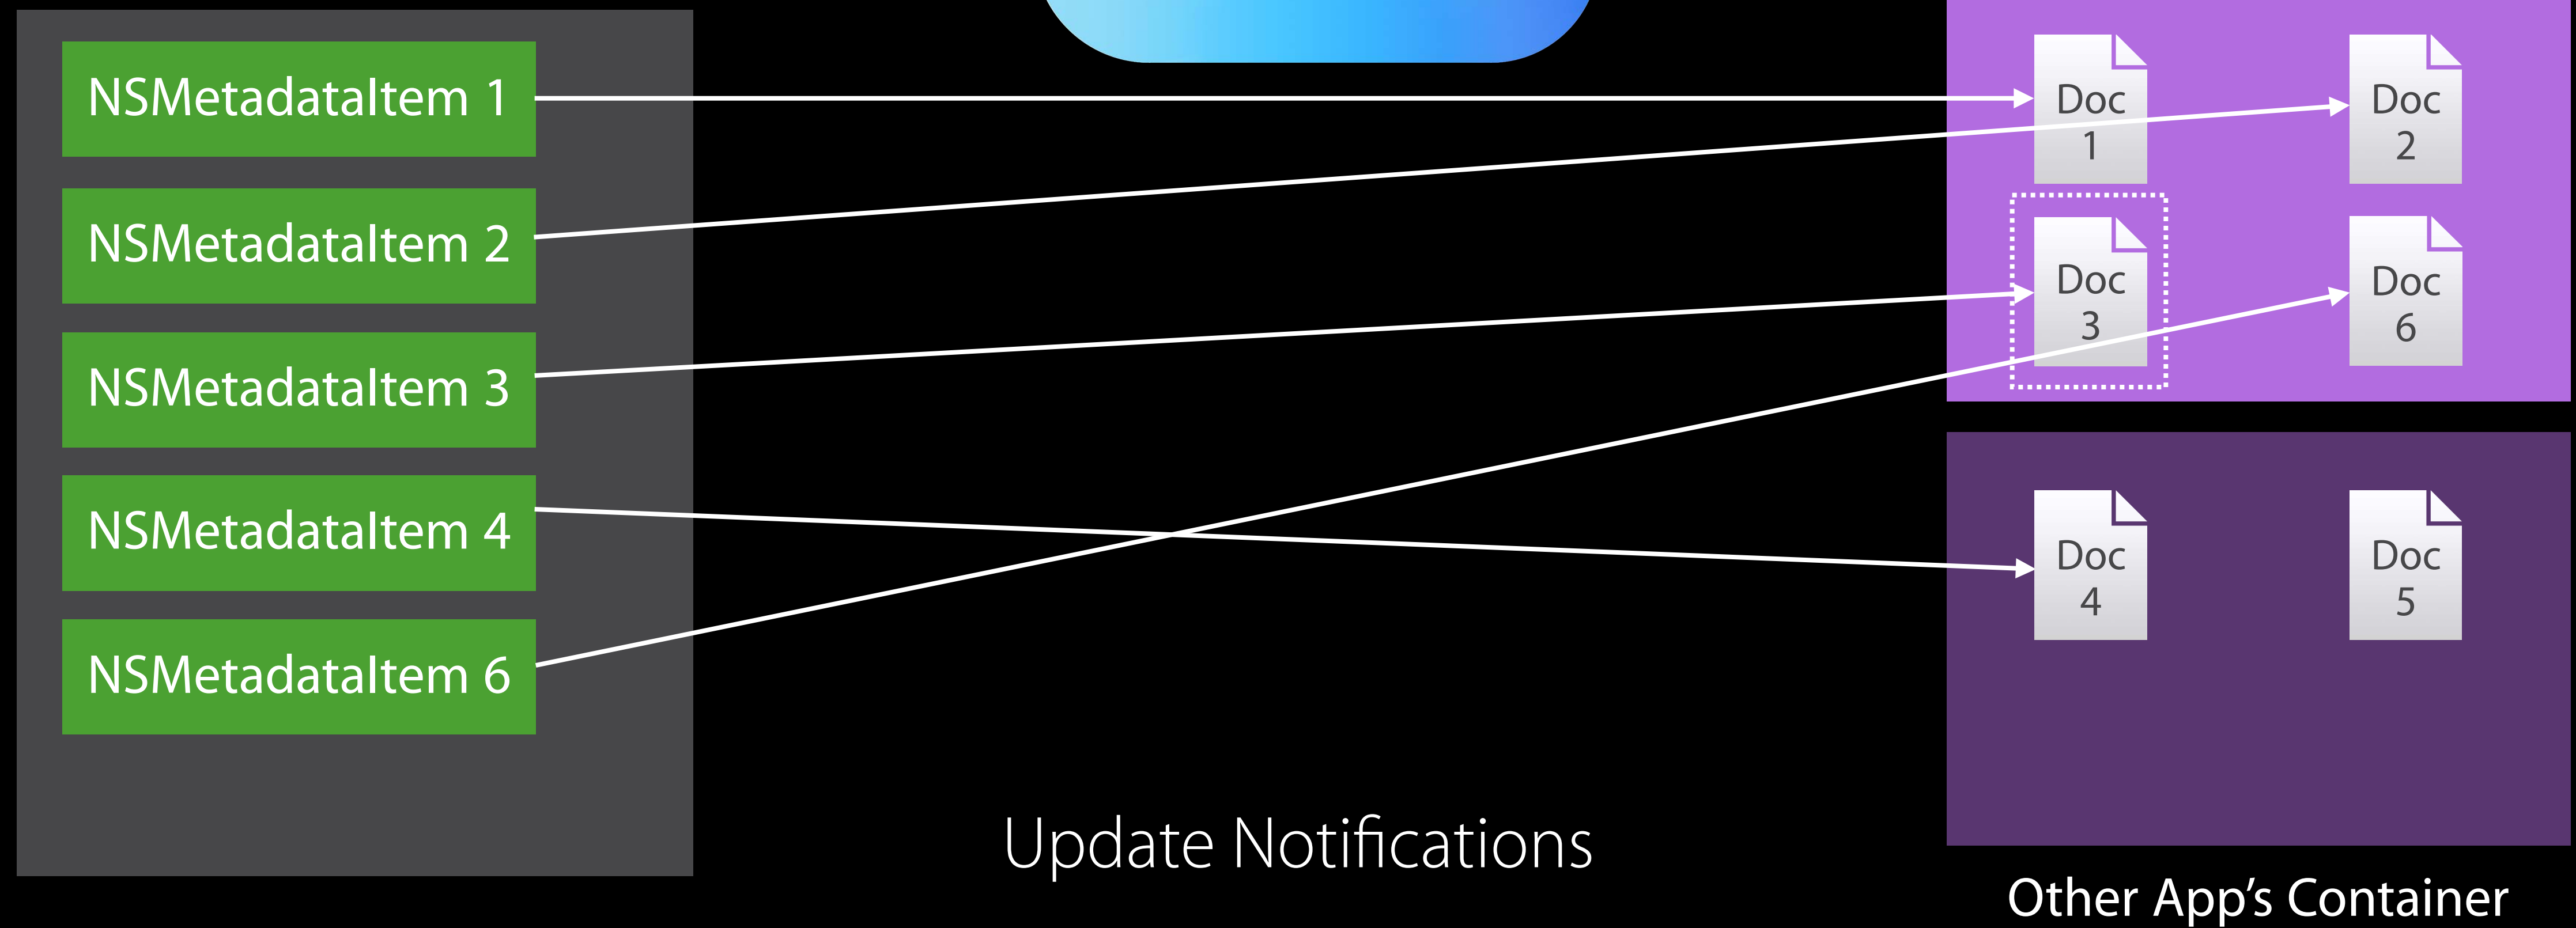 NSMetadataItem 1
NSMetadataItem 2
NSMetadataItem 3
NSMetadataItem 4
NSMetadataItem 6
Update Notifications
Doc
1
Doc
2
Doc
3
Doc
6
Doc
4
Doc
5
Other App’s Container